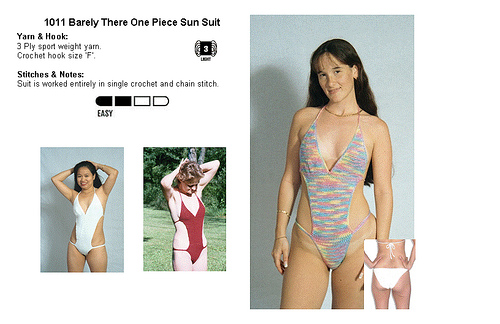 1011 Barely There One Piece Sun Suit
Yarn & Hook:
3 Ply sport weight yarn.
Crochet hook size 'F'.
3
LIGHT
Stitches & Notes:
Suit is worked entirely in single crochet and chain stitch.
EASY